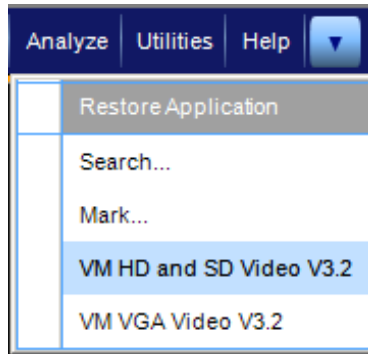 Analyze Utilities Help
Restore Application
Search...
Mark...
VM HD and SD Video V3.2
VM VGA Video V3.2